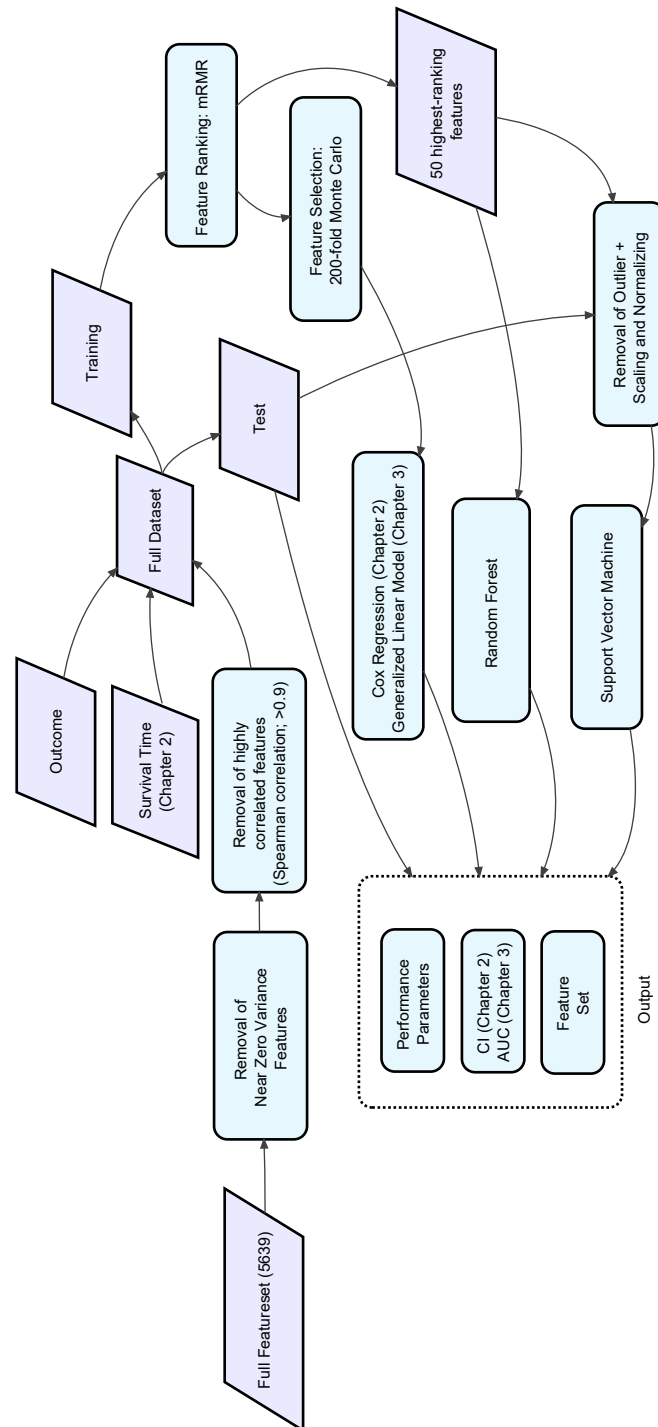 Full Featureset (5639)
Removal of
Near Zero Variance
Features
Removal of highly
correlated features
(Spearman correlation; >0.9)
Outcome
Survival Time
(Chapter 2)
Full Dataset
Training
Test
Feature Ranking: mRMR
Feature Selection:
200-fold Monte Carlo
50 highest-ranking
features
Removal of Outlier +
Scaling and Normalizing
Cox Regression (Chapter 2)
Generalized Linear Model (Chapter 3)
Random Forest
Support Vector Machine
Performance
Parameters
CI (Chapter 2)
AUC (Chapter 3)
Feature
Set
Output